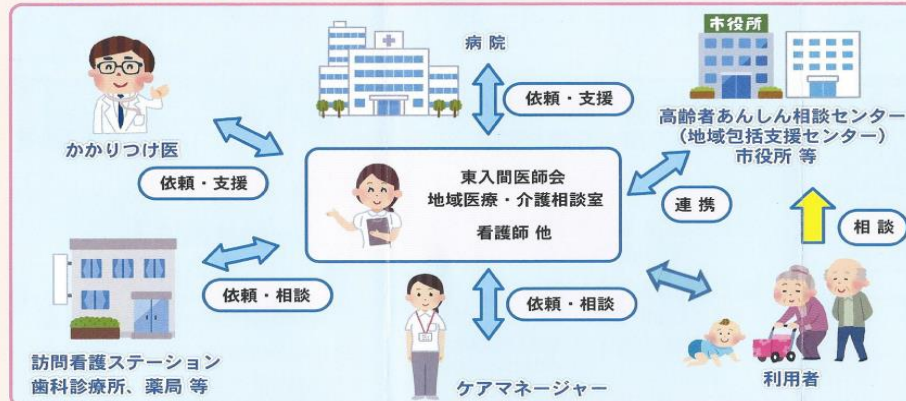 市役所
病院
依頼・支援
高齢者あんしん相談センター
(地域包括支援センター)
市役所 等
かかりつけ医
依頼・支援
東入間医師会
地域医療・介護相談室
看護師 他
連携
相談
依頼・相談
依頼・相談
訪問看護ステーション
歯科診療所、薬局 等
ケアマネージャー
利用者